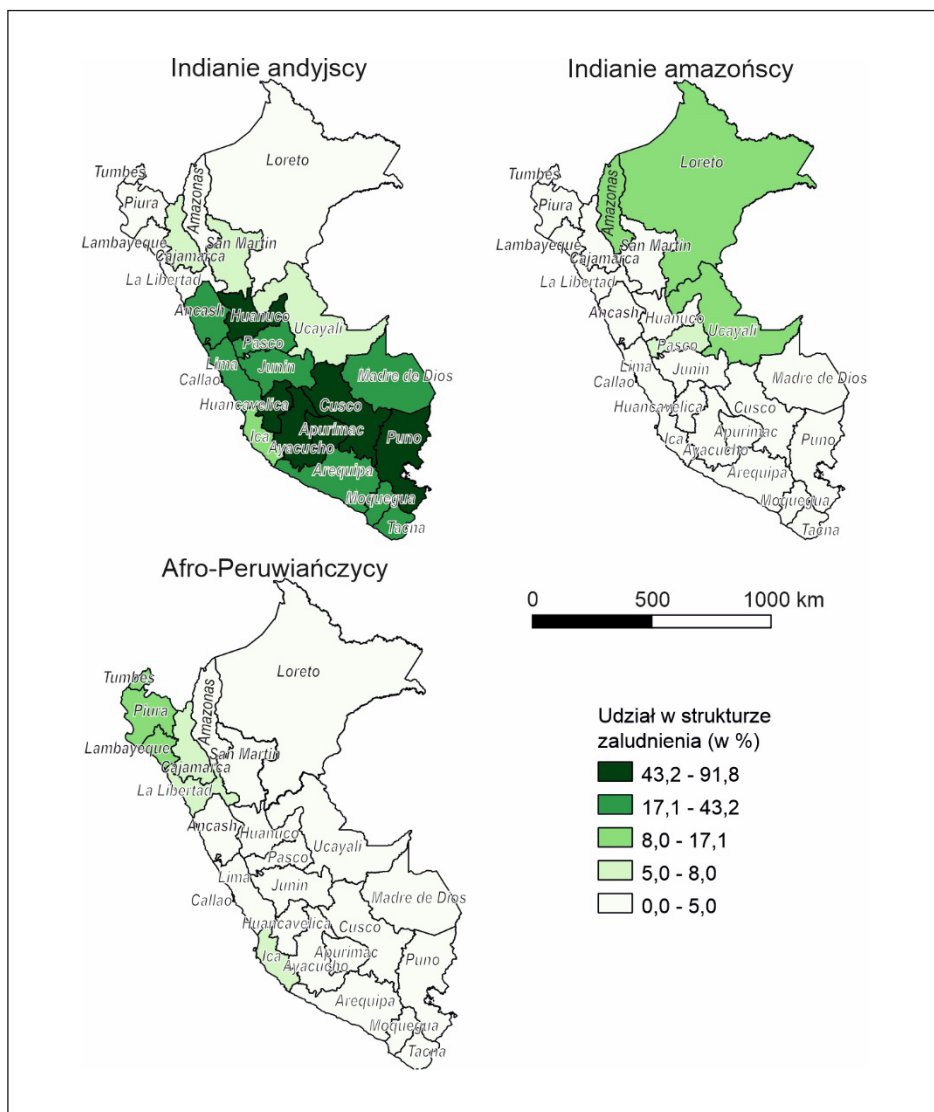 Indianie andyjscy
Loreto
Tumbes
Piura
Amazonas
Lambayeque
San Martin
Cajamarca
La Libertad
Ancash
Huanuco
Ucayali
Pasco
Lima
Junin
Callao
Madre de Dios
Huancavelica
Cusco
Ica
Apurimac
Puno
Ayacucho
Arequipa
Moquegua
Tacna
Indianie amazońscy
Loreto
Tumbes
Piura
Amazonas
Lambayeque
San Martin
Cajamarca
La Libertad
Ancash
Huanuco
Ucayali
Pasco
Lima
Junin
Callao
Madre de Dios
Huancavelica
Cusco
Ica
Apurimac
Puno
Ayacucho
Arequipa
Moquegua
Tacna
Afro-Peruwiańczycy
Loreto
Tumbes
Piura
Amazonas
Lambayeque
San Martin
Cajamarca
La Libertad
Ancash
Huanuco
Ucayali
Pasco
Lima
Junin
Callao
Madre de Dios
Huancavelica
Cusco
Ica
Apurimac
Puno
Ayacucho
Arequipa
Moquegua
Tacna
0 500 1000 km
Udział w strukturze
zaludnienia (w %)
43,2 - 91,8
17,1 - 43,2
8,0 - 17,1
5,0 - 8,0
0,0 - 5,0